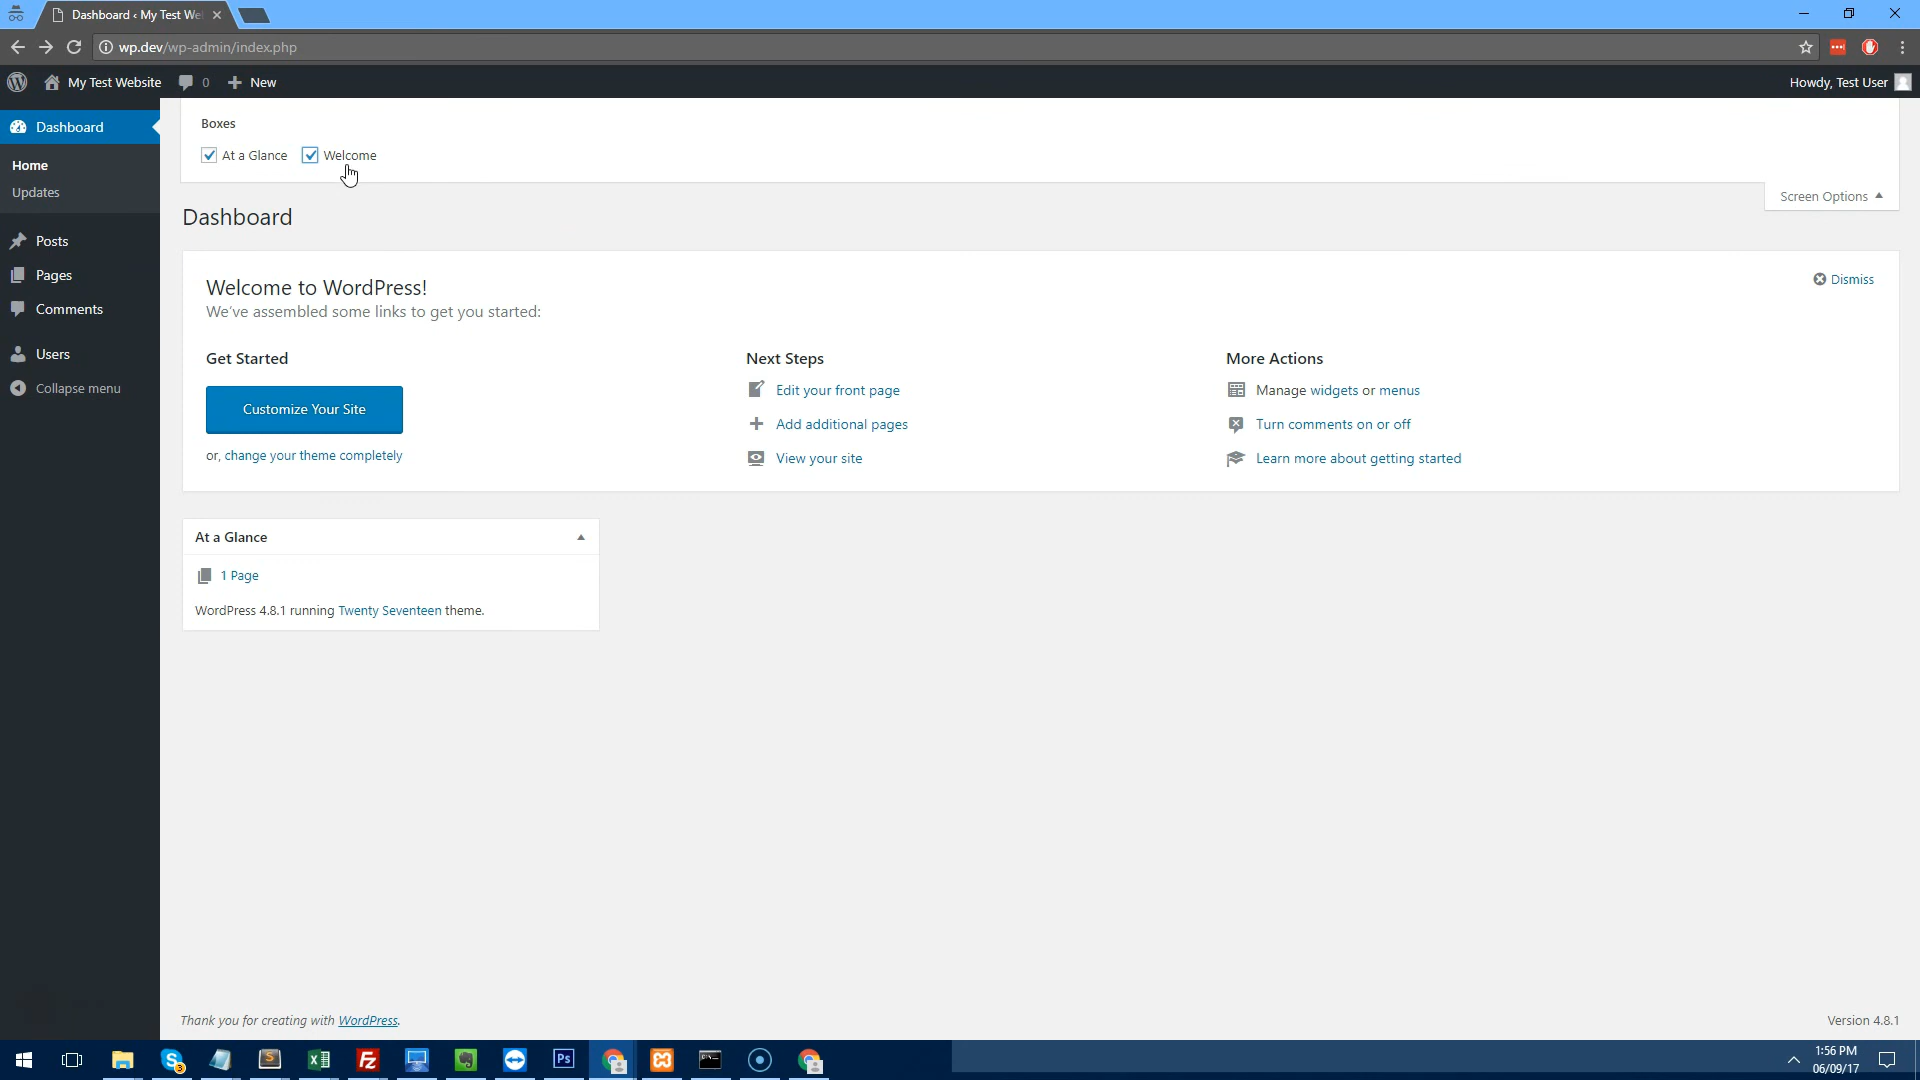 Dashboard ‹ My Test We
wp.dev/wp-admin/index.php
My Test Website 0 New
Howdy, Test User
Dashboard
Home
Updates
Posts
Pages
Comments
Users
Collapse menu
Boxes
At a Glance Welcome
Screen Options
Dashboard
Welcome to WordPress!
We've assembled some links to get you started:
Dismiss
Get Started
Customize Your Site
or, change your theme completely
Next Steps
Edit your front page
Add additional pages
View your site
More Actions
Manage widgets or menus
Turn comments on or off
Learn more about getting started
At a Glance
1 Page
WordPress 4.8.1 running Twenty Seventeen theme.
Thank you for creating with WordPress.
Version 4.8.1
3
S
Fz
Ps
1:56 PM
06/09/17